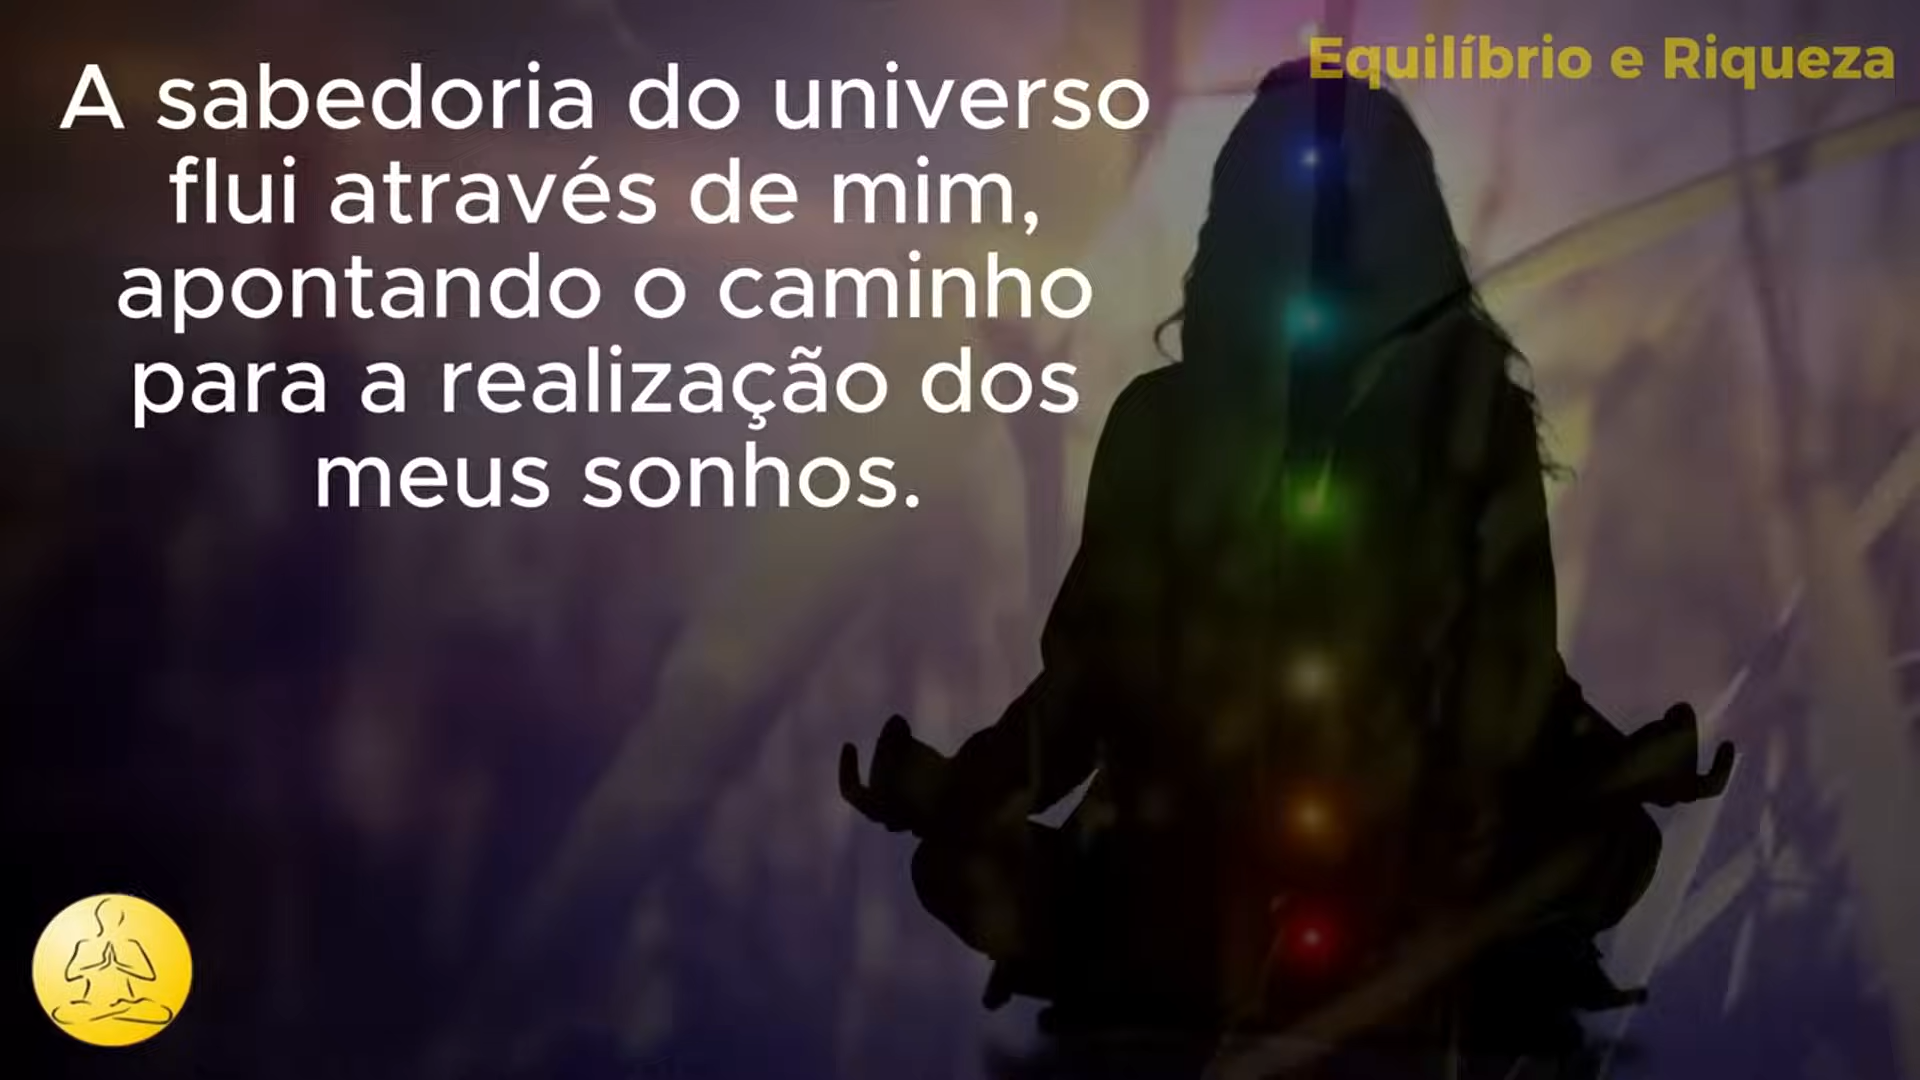 A sabedoria do universo
flui através de mim,
apontando o caminho
para a realização dos
meus sonhos.
Equilíbrio e Riqueza